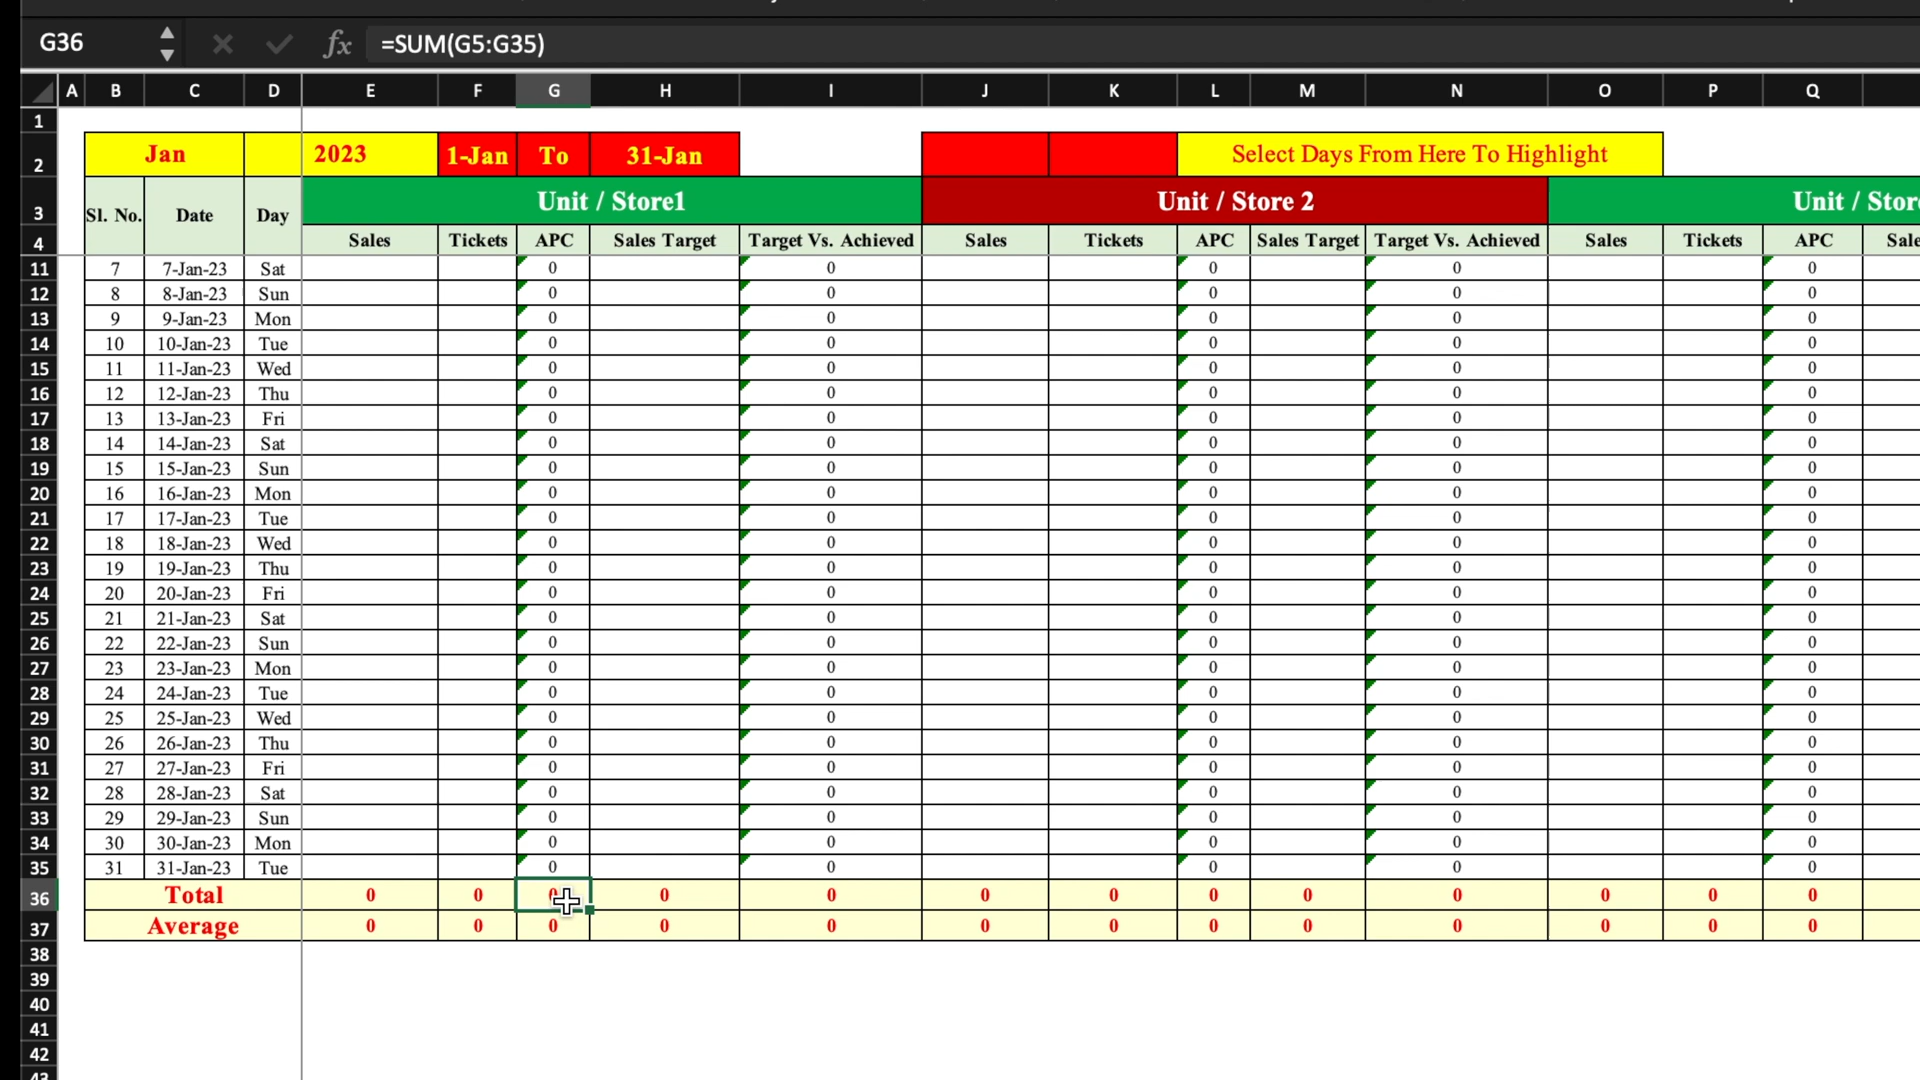 G36 fx =SUM(G5:G35)
A B C D E F G H I J K L M N O P Q
1
2 Jan 2023 1-Jan To 31-Jan Select Days From Here To Highlight
3 Sl. No. Date Day Unit / Store1 Unit / Store 2 Unit / Store
4 Sales Tickets APC Sales Target Target Vs. Achieved Sales Tickets APC Sales Target Target Vs. Achieved Sales Tickets APC Sale
11 7 7-Jan-23 Sat 0 0 0 0 0
12 8 8-Jan-23 Sun 0 0 0 0 0
13 9 9-Jan-23 Mon 0 0 0 0 0
14 10 10-Jan-23 Tue 0 0 0 0 0
15 11 11-Jan-23 Wed 0 0 0 0 0
16 12 12-Jan-23 Thu 0 0 0 0 0
17 13 13-Jan-23 Fri 0 0 0 0 0
18 14 14-Jan-23 Sat 0 0 0 0 0
19 15 15-Jan-23 Sun 0 0 0 0 0
20 16 16-Jan-23 Mon 0 0 0 0 0
21 17 17-Jan-23 Tue 0 0 0 0 0
22 18 18-Jan-23 Wed 0 0 0 0 0
23 19 19-Jan-23 Thu 0 0 0 0 0
24 20 20-Jan-23 Fri 0 0 0 0 0
25 21 21-Jan-23 Sat 0 0 0 0 0
26 22 22-Jan-23 Sun 0 0 0 0 0
27 23 23-Jan-23 Mon 0 0 0 0 0
28 24 24-Jan-23 Tue 0 0 0 0 0
29 25 25-Jan-23 Wed 0 0 0 0 0
30 26 26-Jan-23 Thu 0 0 0 0 0
31 27 27-Jan-23 Fri 0 0 0 0 0
32 28 28-Jan-23 Sat 0 0 0 0 0
33 29 29-Jan-23 Sun 0 0 0 0 0
34 30 30-Jan-23 Mon 0 0 0 0 0
35 31 31-Jan-23 Tue 0 0 0 0 0
36 Total 0 0 0 0 0 0 0 0 0 0 0 0 0
37 Average 0 0 0 0 0 0 0 0 0 0 0 0 0
38
39
40
41
42
43